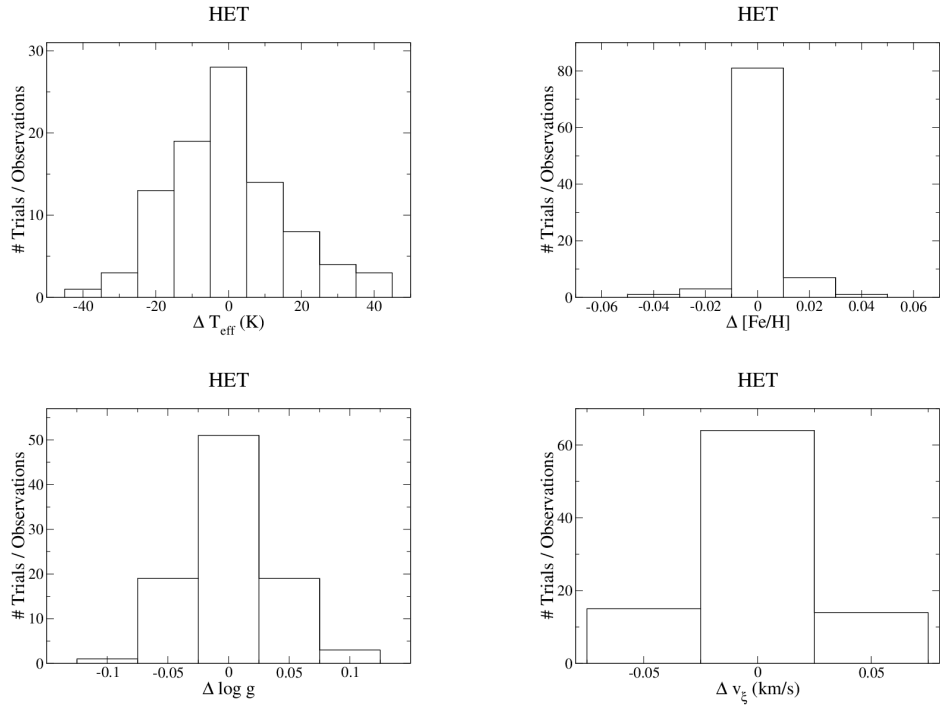 HET
30
20
10
0
# Trials / Observations
-40 -20 0 20 40
Δ T_eff (K)
HET
80
60
40
20
0
# Trials / Observations
-0.06 -0.04 -0.02 0 0.02 0.04 0.06
Δ [Fe/H]
HET
50
40
30
20
10
0
# Trials / Observations
-0.1 -0.05 0 0.05 0.1
Δ log g
HET
60
40
20
0
# Trials / Observations
-0.05 0 0.05
Δ v_ξ (km/s)